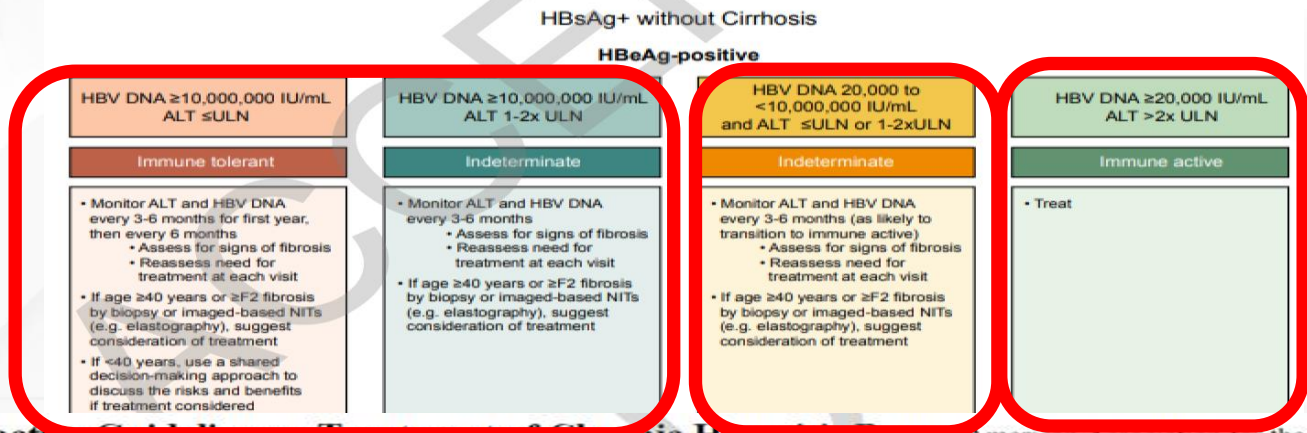 HBsAg+ without Cirrhosis
HBeAg-positive
HBV DNA ≥10,000,000 IU/mL
ALT ≤ULN
Immune tolerant
• Monitor ALT and HBV DNA
every 3-6 months for first year,
then every 6 months
• Assess for signs of fibrosis
• Reassess need for
treatment at each visit
• If age ≥40 years or ≥F2 fibrosis
by biopsy or imaged-based NITs
(e.g. elastography), suggest
consideration of treatment
• If <40 years, use a shared
decision-making approach to
discuss the risks and benefits
if treatment considered
HBV DNA ≥10,000,000 IU/mL
ALT 1-2x ULN
Indeterminate
• Monitor ALT and HBV DNA
every 3-6 months
• Assess for signs of fibrosis
• Reassess need for
treatment at each visit
• If age ≥40 years or ≥F2 fibrosis
by biopsy or imaged-based NITs
(e.g. elastography), suggest
consideration of treatment
HBV DNA 20,000 to
<10,000,000 IU/mL
and ALT ≤ULN or 1-2xULN
Indeterminate
• Monitor ALT and HBV DNA
every 3-6 months (as likely to
transition to immune active)
• Assess for signs of fibrosis
• Reassess need for
treatment at each visit
• If age ≥40 years or ≥F2 fibrosis
by biopsy or imaged-based NITs
(e.g. elastography), suggest
consideration of treatment
HBV DNA ≥20,000 IU/mL
ALT >2x ULN
Immune active
• Treat